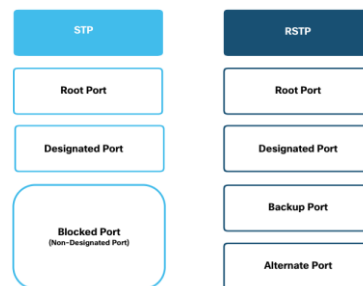 STP
Root Port
Designated Port
Blocked Port
(Non-Designated Port)
RSTP
Root Port
Designated Port
Backup Port
Alternate Port